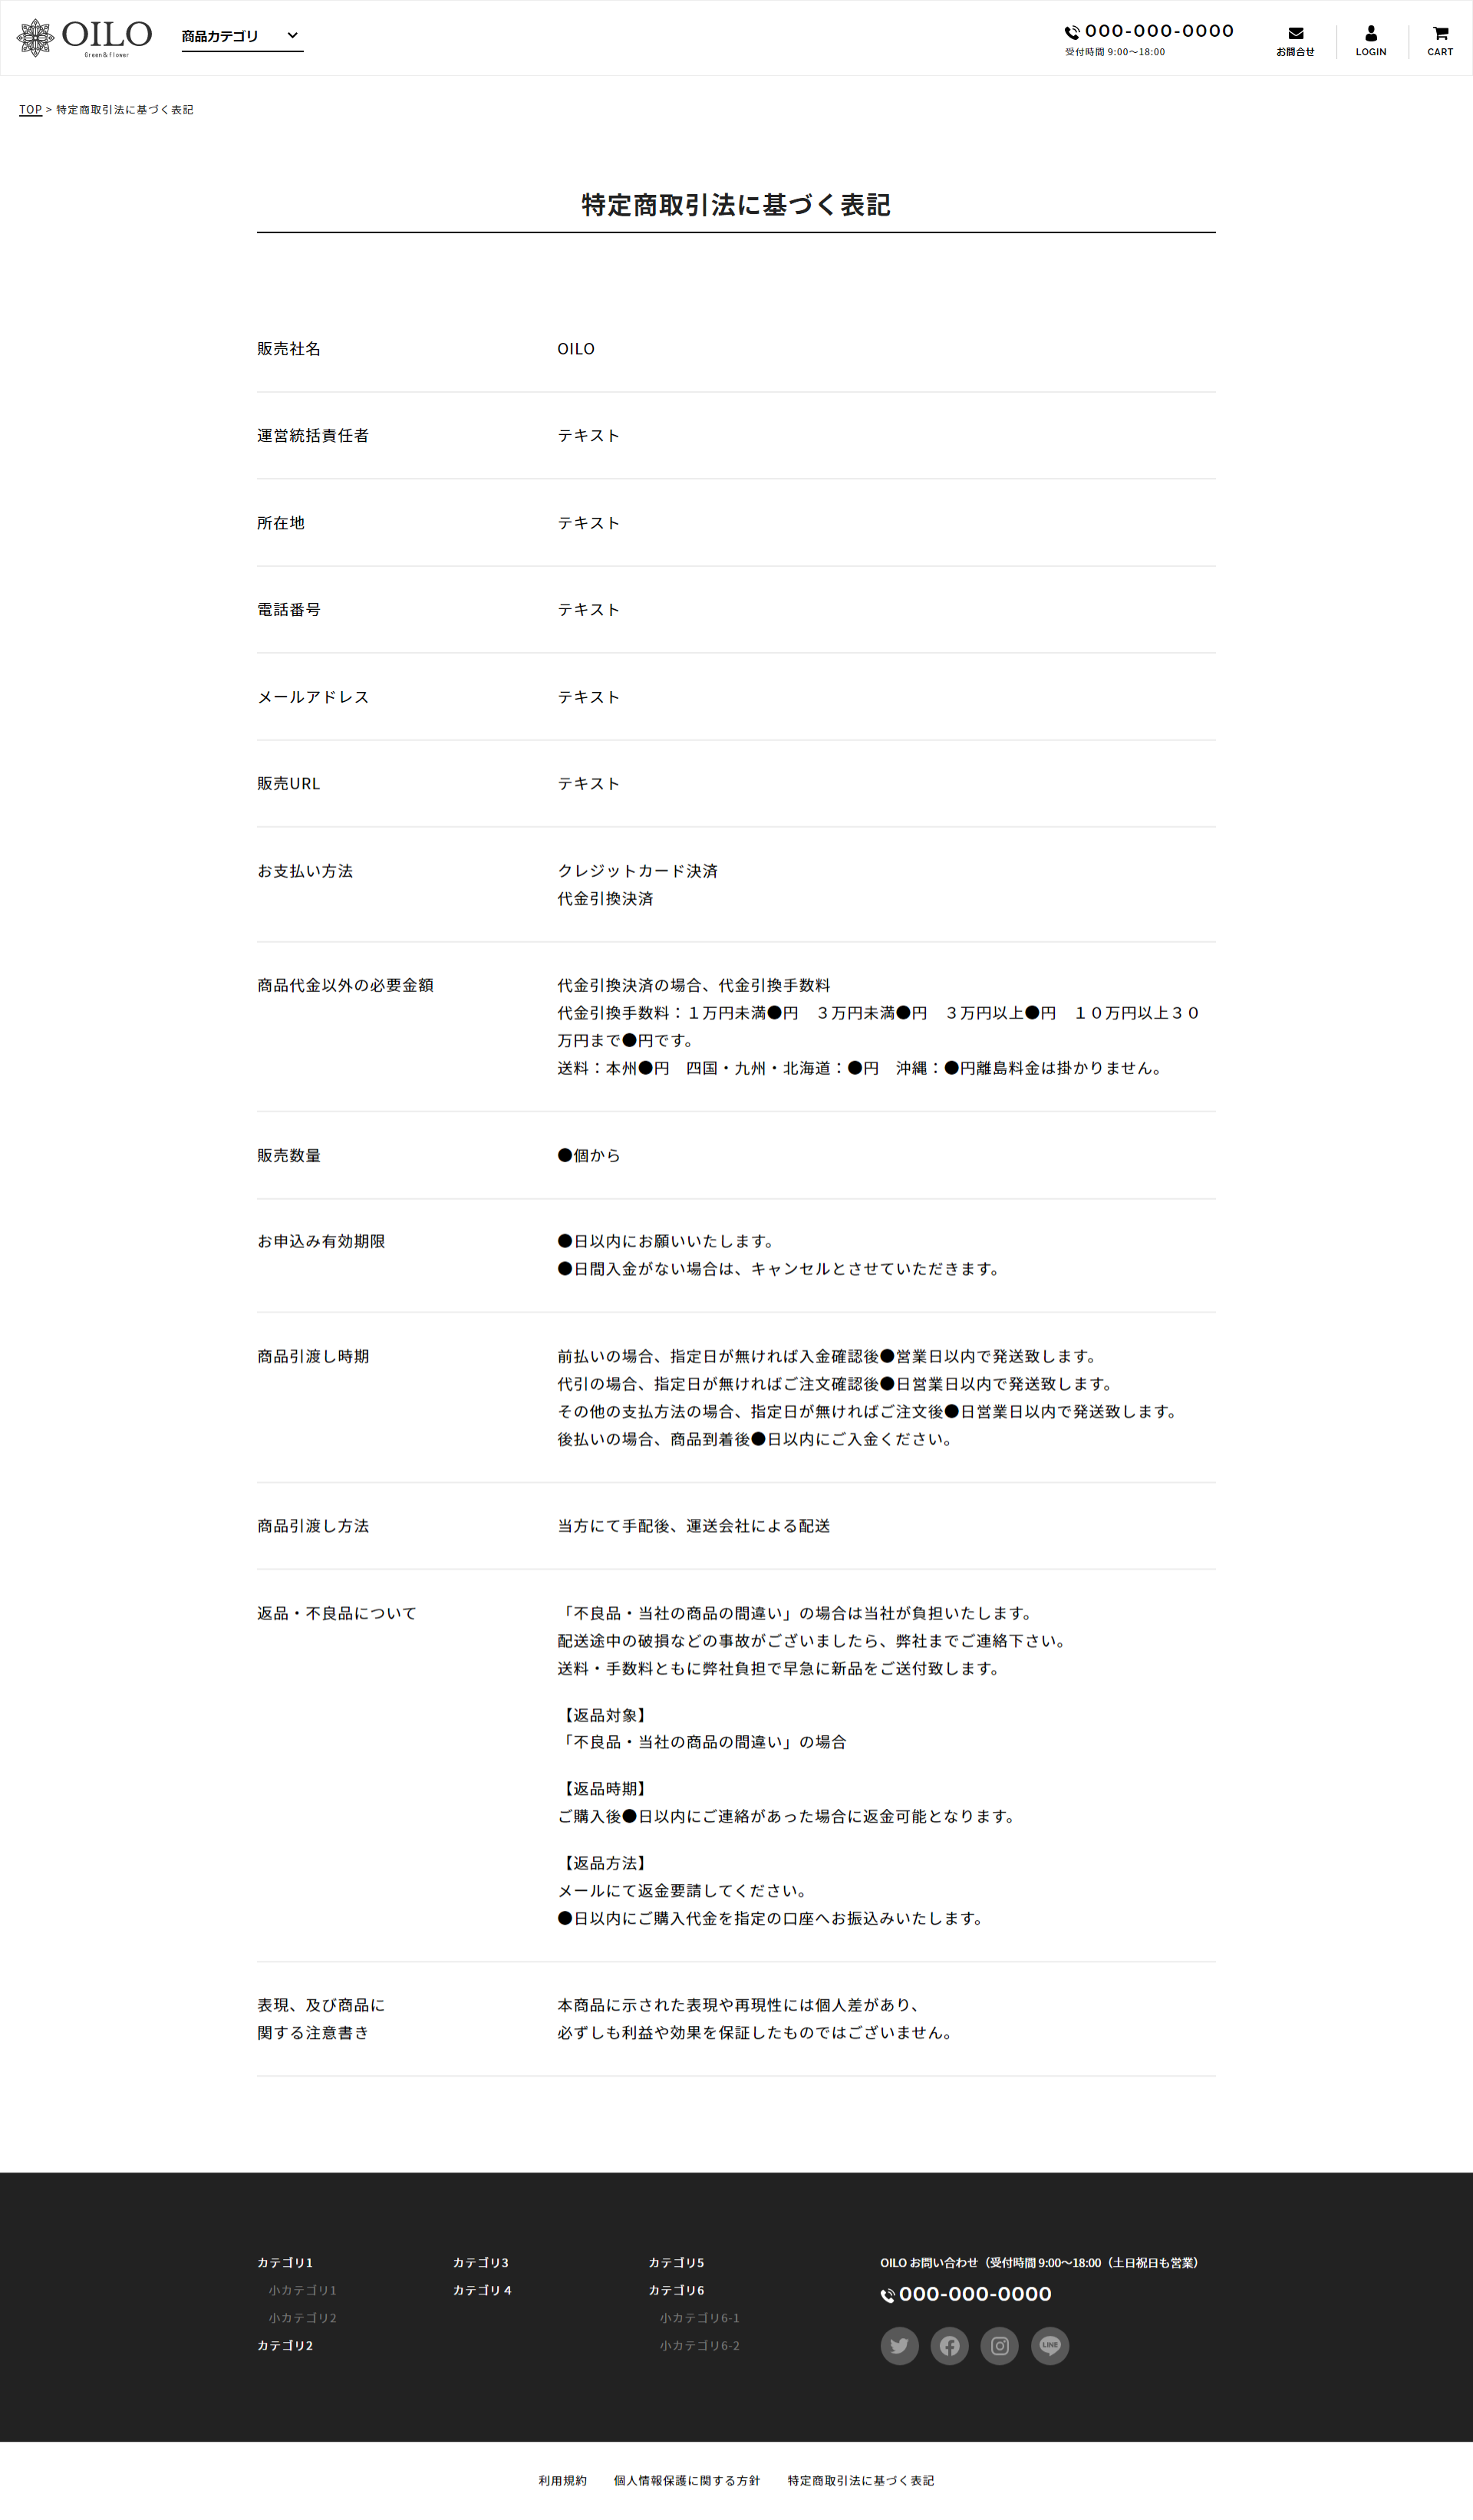 OILO
Green&flower
商品カテゴリ
000-000-0000
受付時間 9:00〜18:00
お問合せ
LOGIN
CART
TOP > 特定商取引法に基づく表記
特定商取引法に基づく表記
販売社名
OILO
運営統括責任者
テキスト
所在地
テキスト
電話番号
テキスト
メールアドレス
テキスト
販売URL
テキスト
お支払い方法
クレジットカード決済
代金引換決済
商品代金以外の必要金額
代金引換決済の場合、代金引換手数料
代金引換手数料：１万円未満●円　３万円未満●円　３万円以上●円　１０万円以上３０
万円まで●円です。
送料：本州●円　四国・九州・北海道：●円　沖縄：●円離島料金は掛かりません。
販売数量
●個から
お申込み有効期限
●日以内にお願いいたします。
●日間入金がない場合は、キャンセルとさせていただきます。
商品引渡し時期
前払いの場合、指定日が無ければ入金確認後●営業日以内で発送致します。
代引の場合、指定日が無ければご注文確認後●日営業日以内で発送致します。
その他の支払方法の場合、指定日が無ければご注文後●日営業日以内で発送致します。
後払いの場合、商品到着後●日以内にご入金ください。
商品引渡し方法
当方にて手配後、運送会社による配送
返品・不良品について
「不良品・当社の商品の間違い」の場合は当社が負担いたします。
配送途中の破損などの事故がございましたら、弊社までご連絡下さい。
送料・手数料ともに弊社負担で早急に新品をご送付致します。
【返品対象】
「不良品・当社の商品の間違い」の場合
【返品時期】
ご購入後●日以内にご連絡があった場合に返金可能となります。
【返品方法】
メールにて返金要請してください。
●日以内にご購入代金を指定の口座へお振込みいたします。
表現、及び商品に
関する注意書き
本商品に示された表現や再現性には個人差があり、
必ずしも利益や効果を保証したものではございません。
カテゴリ1
小カテゴリ1
小カテゴリ2
カテゴリ2
カテゴリ3
カテゴリ４
カテゴリ5
カテゴリ6
小カテゴリ6-1
小カテゴリ6-2
OILO お問い合わせ（受付時間 9:00〜18:00（土日祝日も営業）
000-000-0000
LINE
利用規約
個人情報保護に関する方針
特定商取引法に基づく表記